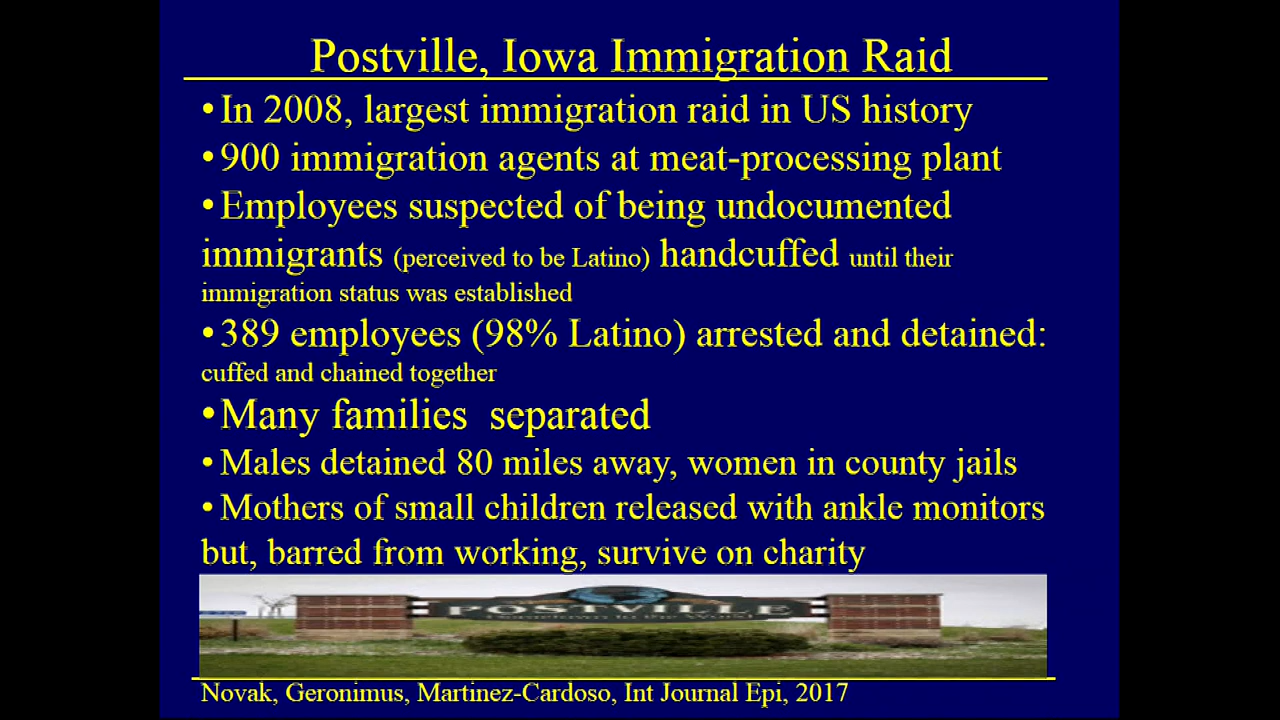 Postville, Iowa Immigration Raid
•In 2008, largest immigration raid in US history
•900 immigration agents at meat-processing plant
•Employees suspected of being undocumented
immigrants (perceived to be Latino) handcuffed until their
immigration status was established
•389 employees (98% Latino) arrested and detained:
cuffed and chained together
•Many families separated
•Males detained 80 miles away, women in county jails
•Mothers of small children released with ankle monitors
but, barred from working, survive on charity
POSTVILLE
Hometown to the World
Novak, Geronimus, Martinez-Cardoso, Int Journal Epi, 2017